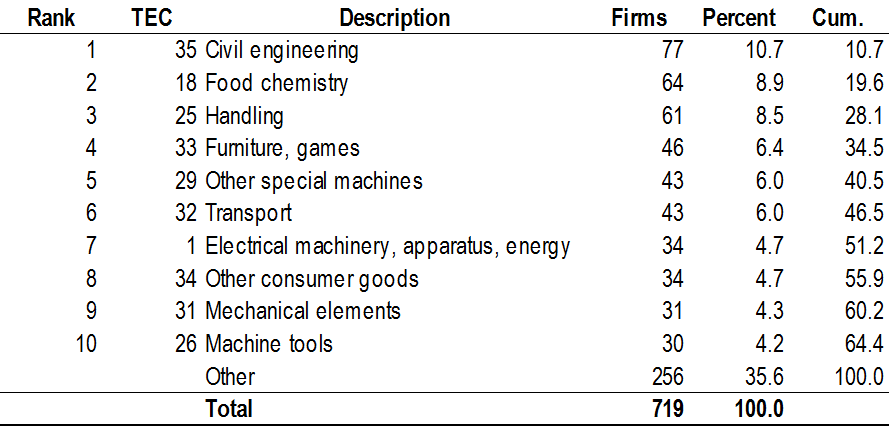 Rank TEC Description Firms Percent Cum.
1 35 Civil engineering 77 10.7 10.7
2 18 Food chemistry 64 8.9 19.6
3 25 Handling 61 8.5 28.1
4 33 Furniture, games 46 6.4 34.5
5 29 Other special machines 43 6.0 40.5
6 32 Transport 43 6.0 46.5
7 1 Electrical machinery, apparatus, energy 34 4.7 51.2
8 34 Other consumer goods 34 4.7 55.9
9 31 Mechanical elements 31 4.3 60.2
10 26 Machine tools 30 4.2 64.4
Other 256 35.6 100.0
Total 719 100.0